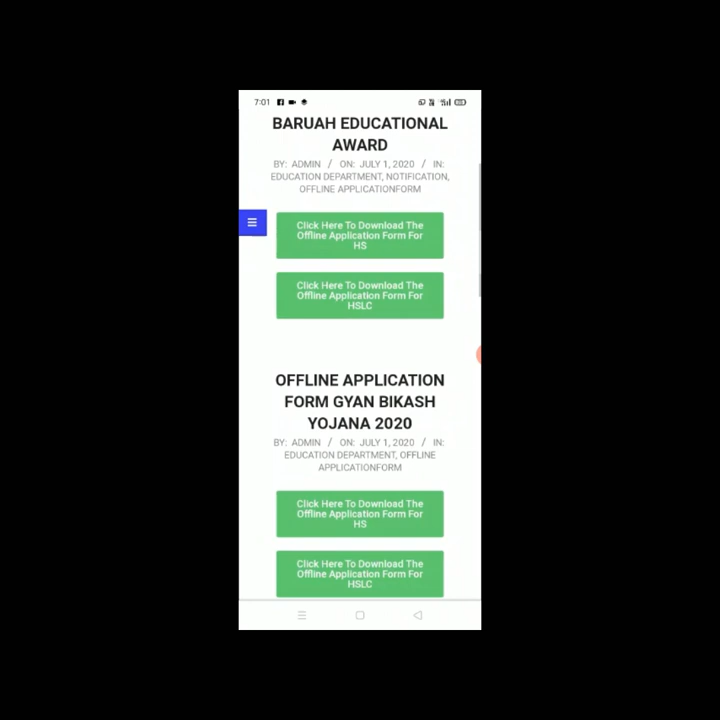 7:01
BARUAH EDUCATIONAL
AWARD
BY: ADMIN / ON: JULY 1, 2020 / IN:
EDUCATION DEPARTMENT, NOTIFICATION,
OFFLINE APPLICATIONFORM
Click Here To Download The
Offline Application Form For
HS
Click Here To Download The
Offline Application Form For
HSLC
OFFLINE APPLICATION
FORM GYAN BIKASH
YOJANA 2020
BY: ADMIN / ON: JULY 1, 2020 / IN:
EDUCATION DEPARTMENT, OFFLINE
APPLICATIONFORM
Click Here To Download The
Offline Application Form For
HS
Click Here To Download The
Offline Application Form For
HSLC